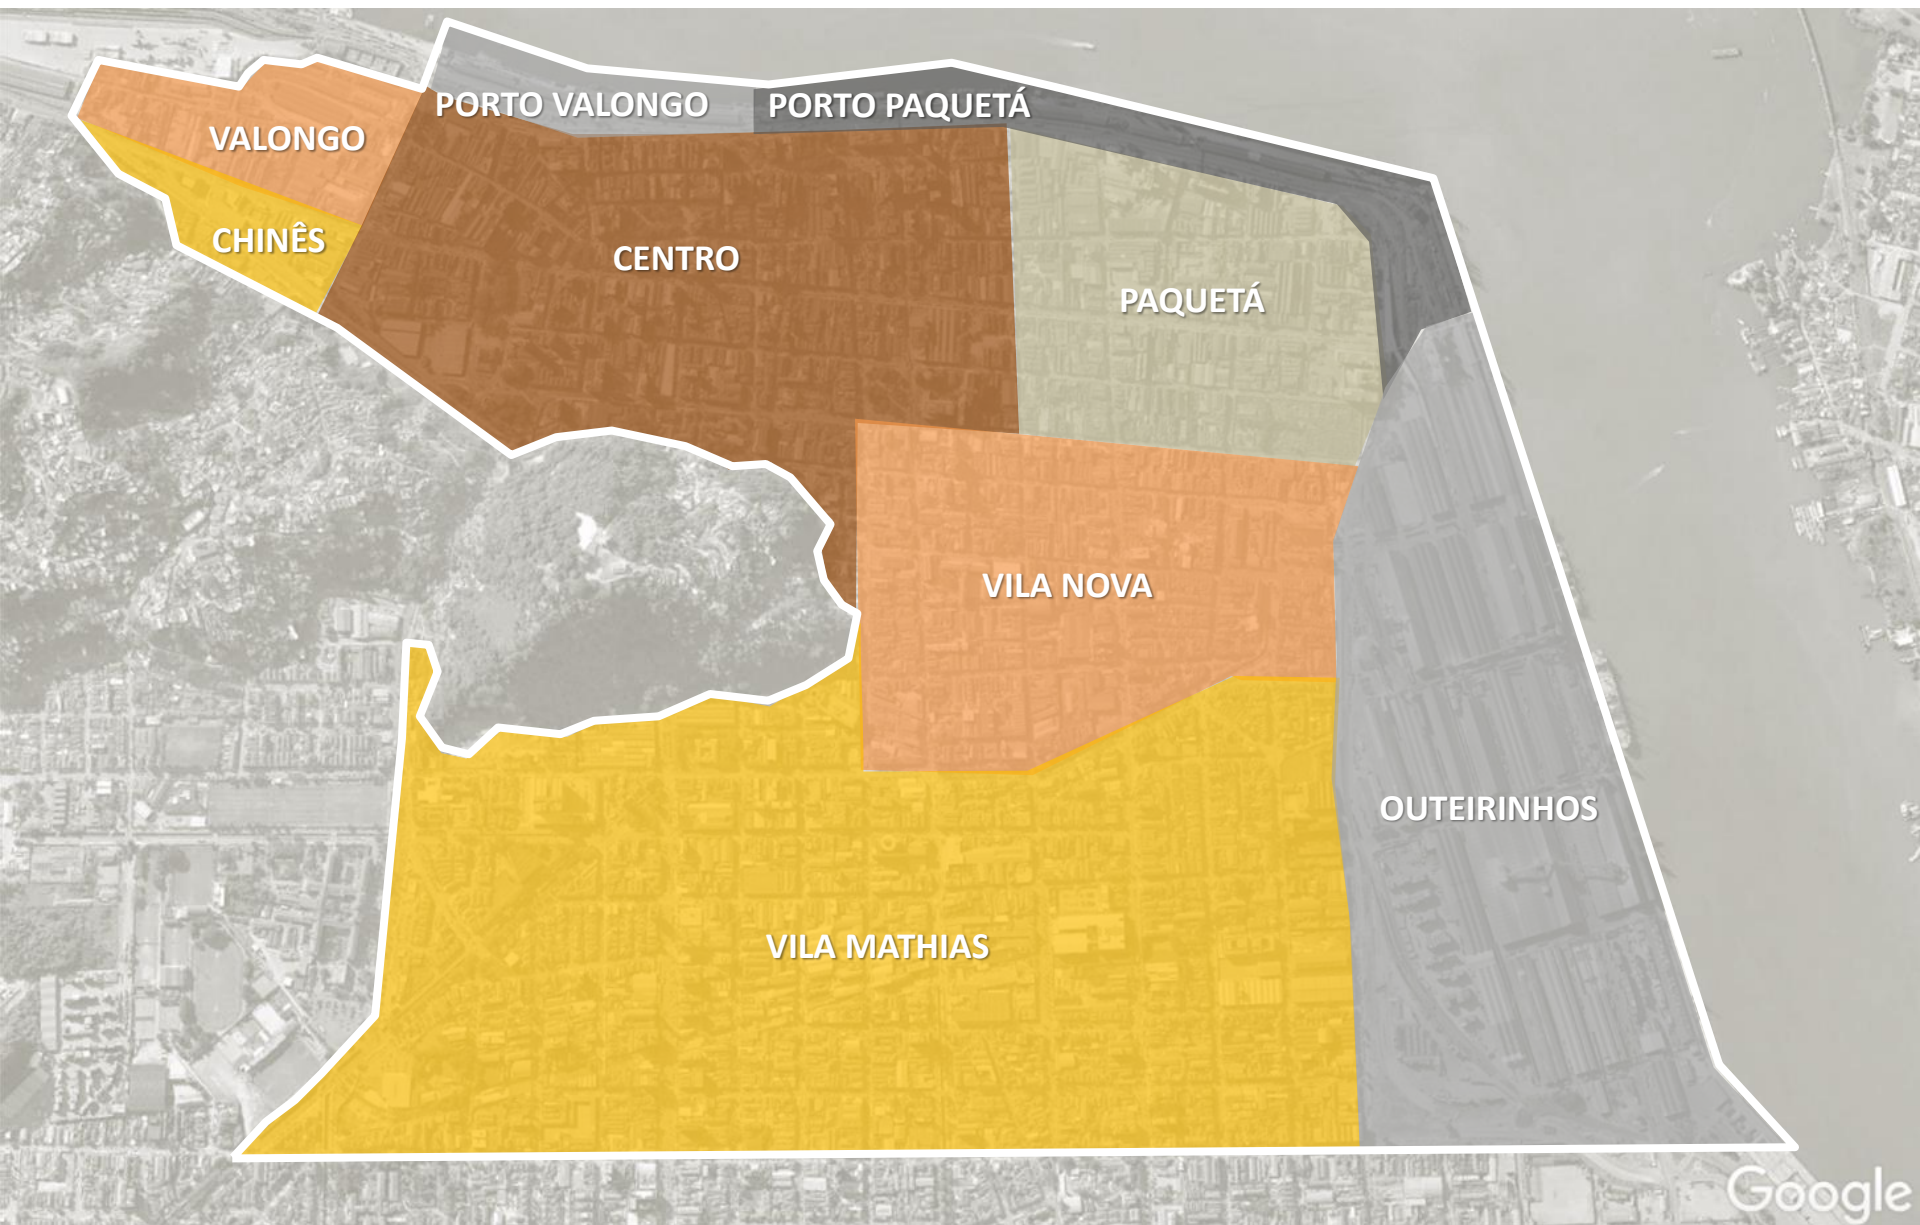 PORTO VALONGO
PORTO PAQUETÁ
VALONGO
CHINÊS
CENTRO
PAQUETÁ
VILA NOVA
OUTEIRINHOS
VILA MATHIAS
Google